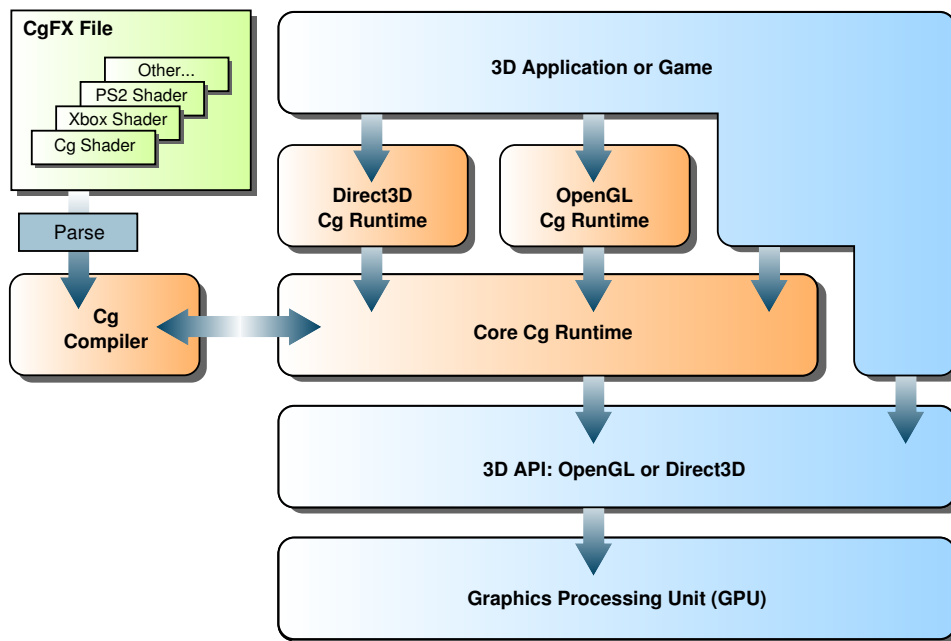 CgFX File
Other...
PS2 Shader
Xbox Shader
Cg Shader
Parse
Cg
Compiler
3D Application or Game
Direct3D
Cg Runtime
OpenGL
Cg Runtime
Core Cg Runtime
3D API: OpenGL or Direct3D
Graphics Processing Unit (GPU)